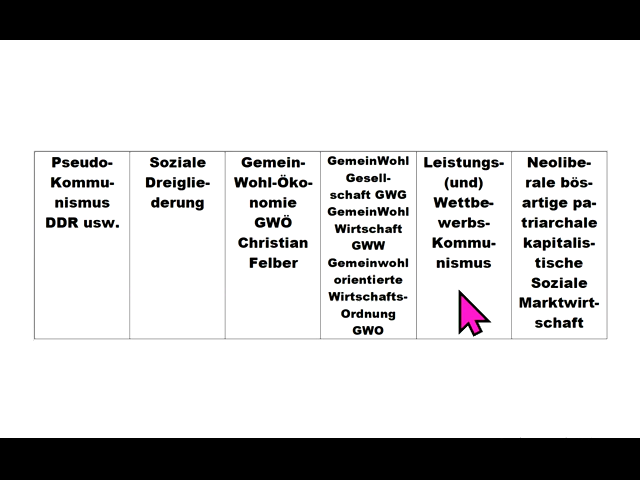 Pseudo-
Kommu-
nismus
DDR usw.
Soziale
Dreiglie-
derung
Gemein-
Wohl-Öko-
nomie
GWÖ
Christian
Felber
GemeinWohl
Gesell-
schaft GWG
GemeinWohl
Wirtschaft
GWW
Gemeinwohl
orientierte
Wirtschafts-
Ordnung
GWO
Leistungs-
(und)
Wettbe-
werbs-
Kommu-
nismus
Neolibe-
rale bös-
artige pa-
triarchale
kapitalis-
tische
Soziale
Marktwirt-
schaft